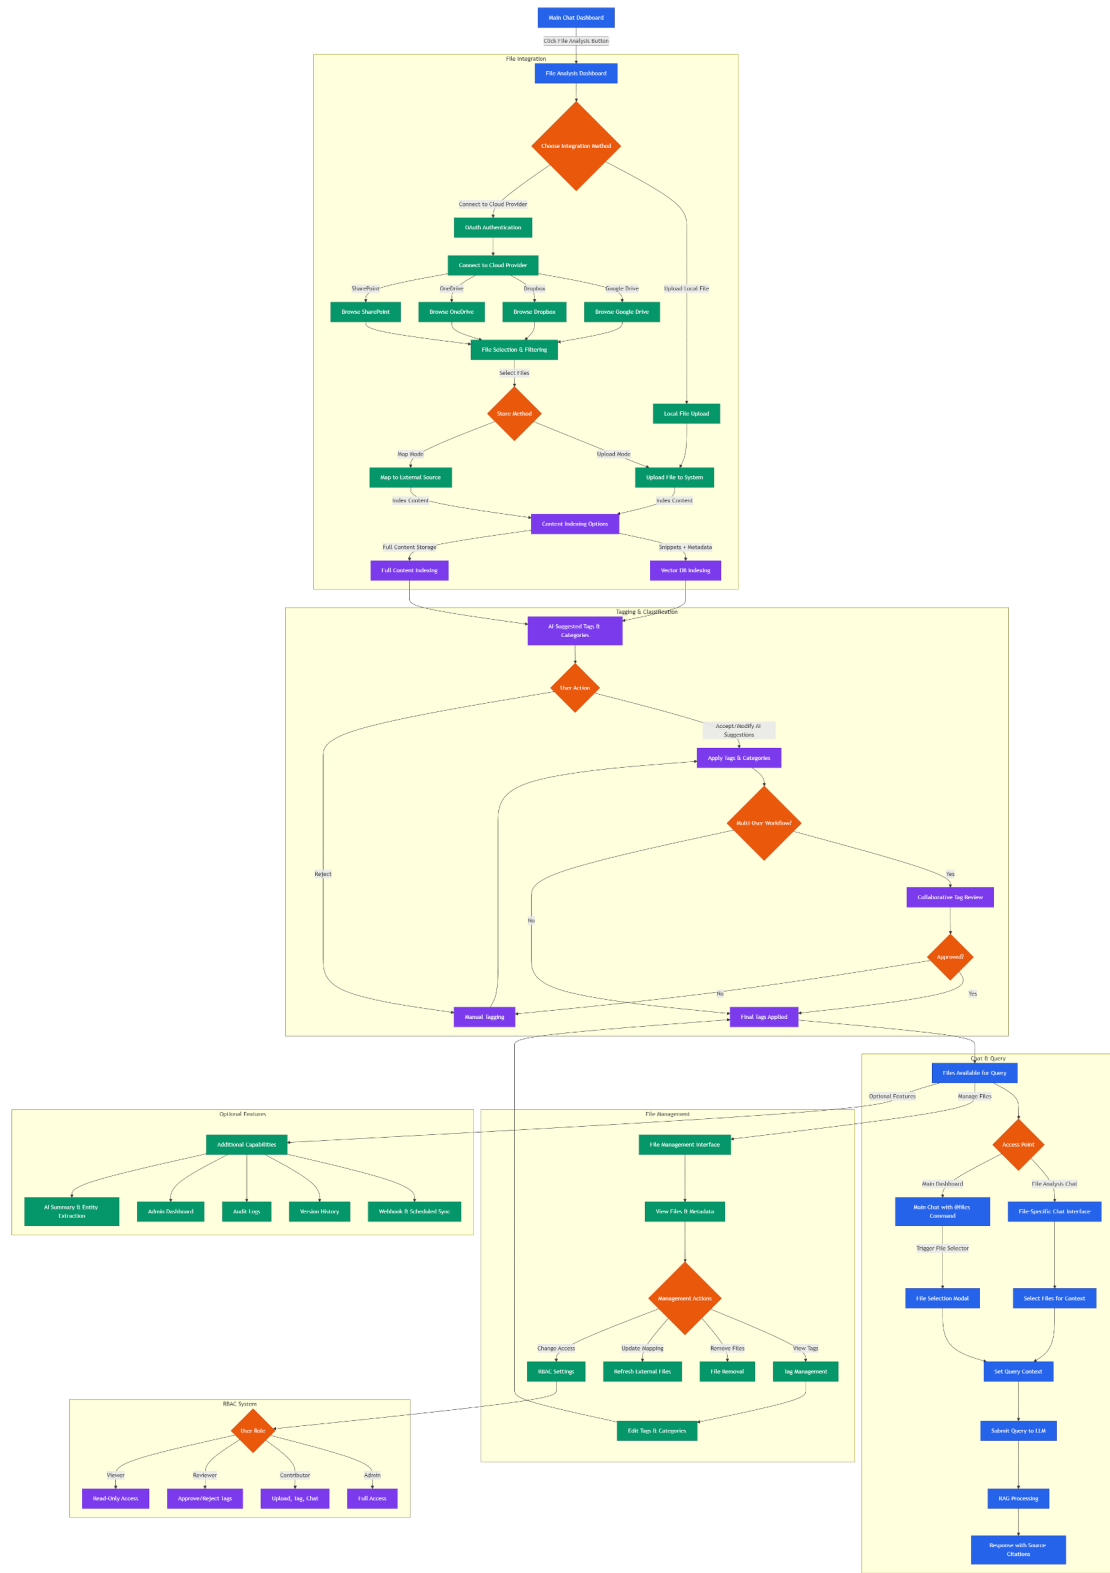 Main Chat Dashboard
Click File Analysis Button
File Integration
File Analysis Dashboard
Choose Integration Method
Connect to Cloud Provider
OAuth Authentication
Connect to Cloud Provider
SharePoint
OneDrive
Dropbox
Google Drive
Upload Local File
Browse SharePoint
Browse OneDrive
Browse Dropbox
Browse Google Drive
File Selection & Filtering
Select Files
Store Method
Local File Upload
Map Mode
Upload Mode
Map to External Source
Upload File to System
Index Content
Index Content
Content Indexing Options
Full Content Storage
Snippets + Metadata
Full Content Indexing
Vector DB Indexing
Tagging & Classification
AI-Suggested Tags &
Categories
User Action
Accept/Modify AI
Suggestions
Apply Tags & Categories
Multi-User Workflow?
Reject
Yes
Collaborative Tag Review
No
Approved?
No
Yes
Manual Tagging
Final Tags Applied
Chat & Query
Files Available for Query
Optional Features
Manage Files
Optional Features
File Management
Additional Capabilities
File Management Interface
Access Point
Main Dashboard
File Analysis Chat
AI Summary & Entity
Extraction
Admin Dashboard
Audit Logs
Version History
Webhook & Scheduled Sync
View Files & Metadata
Main Chat with @files
Command
File-Specific Chat Interface
Trigger File Selector
Management Actions
File Selection Modal
Select Files for Context
Change Access
Update Mapping
Remove Files
View Tags
RBAC Settings
Refresh External Files
File Removal
Tag Management
Set Query Context
RBAC System
User Role
Edit Tags & Categories
Submit Query to LLM
Viewer
Reviewer
Contributor
Admin
Read-Only Access
Approve/Reject Tags
Upload, Tag, Chat
Full Access
RAG Processing
Response with Source
Citations